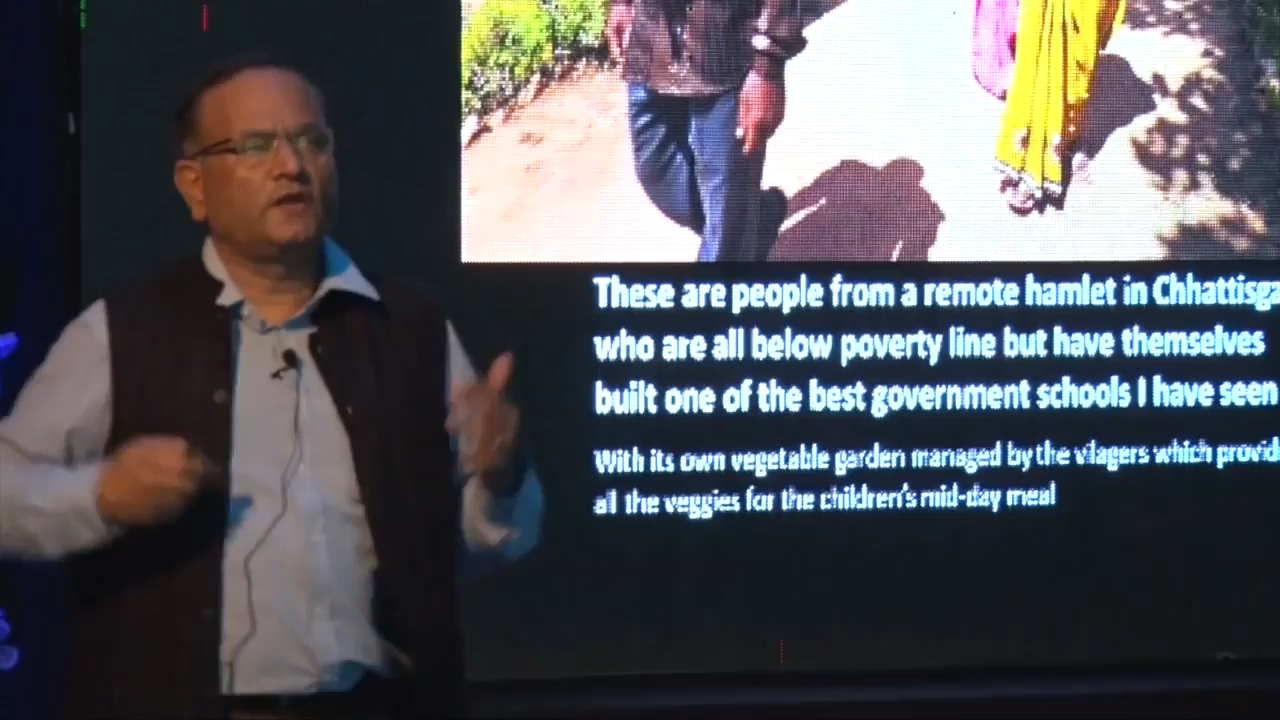 These are people from a remote hamlet in Chhattisga
who are all below poverty line but have themselves
built one of the best government schools I have seen
With its own vegetable garden managed by the vilagers which provid
all the veggies for the children's mid-day meal